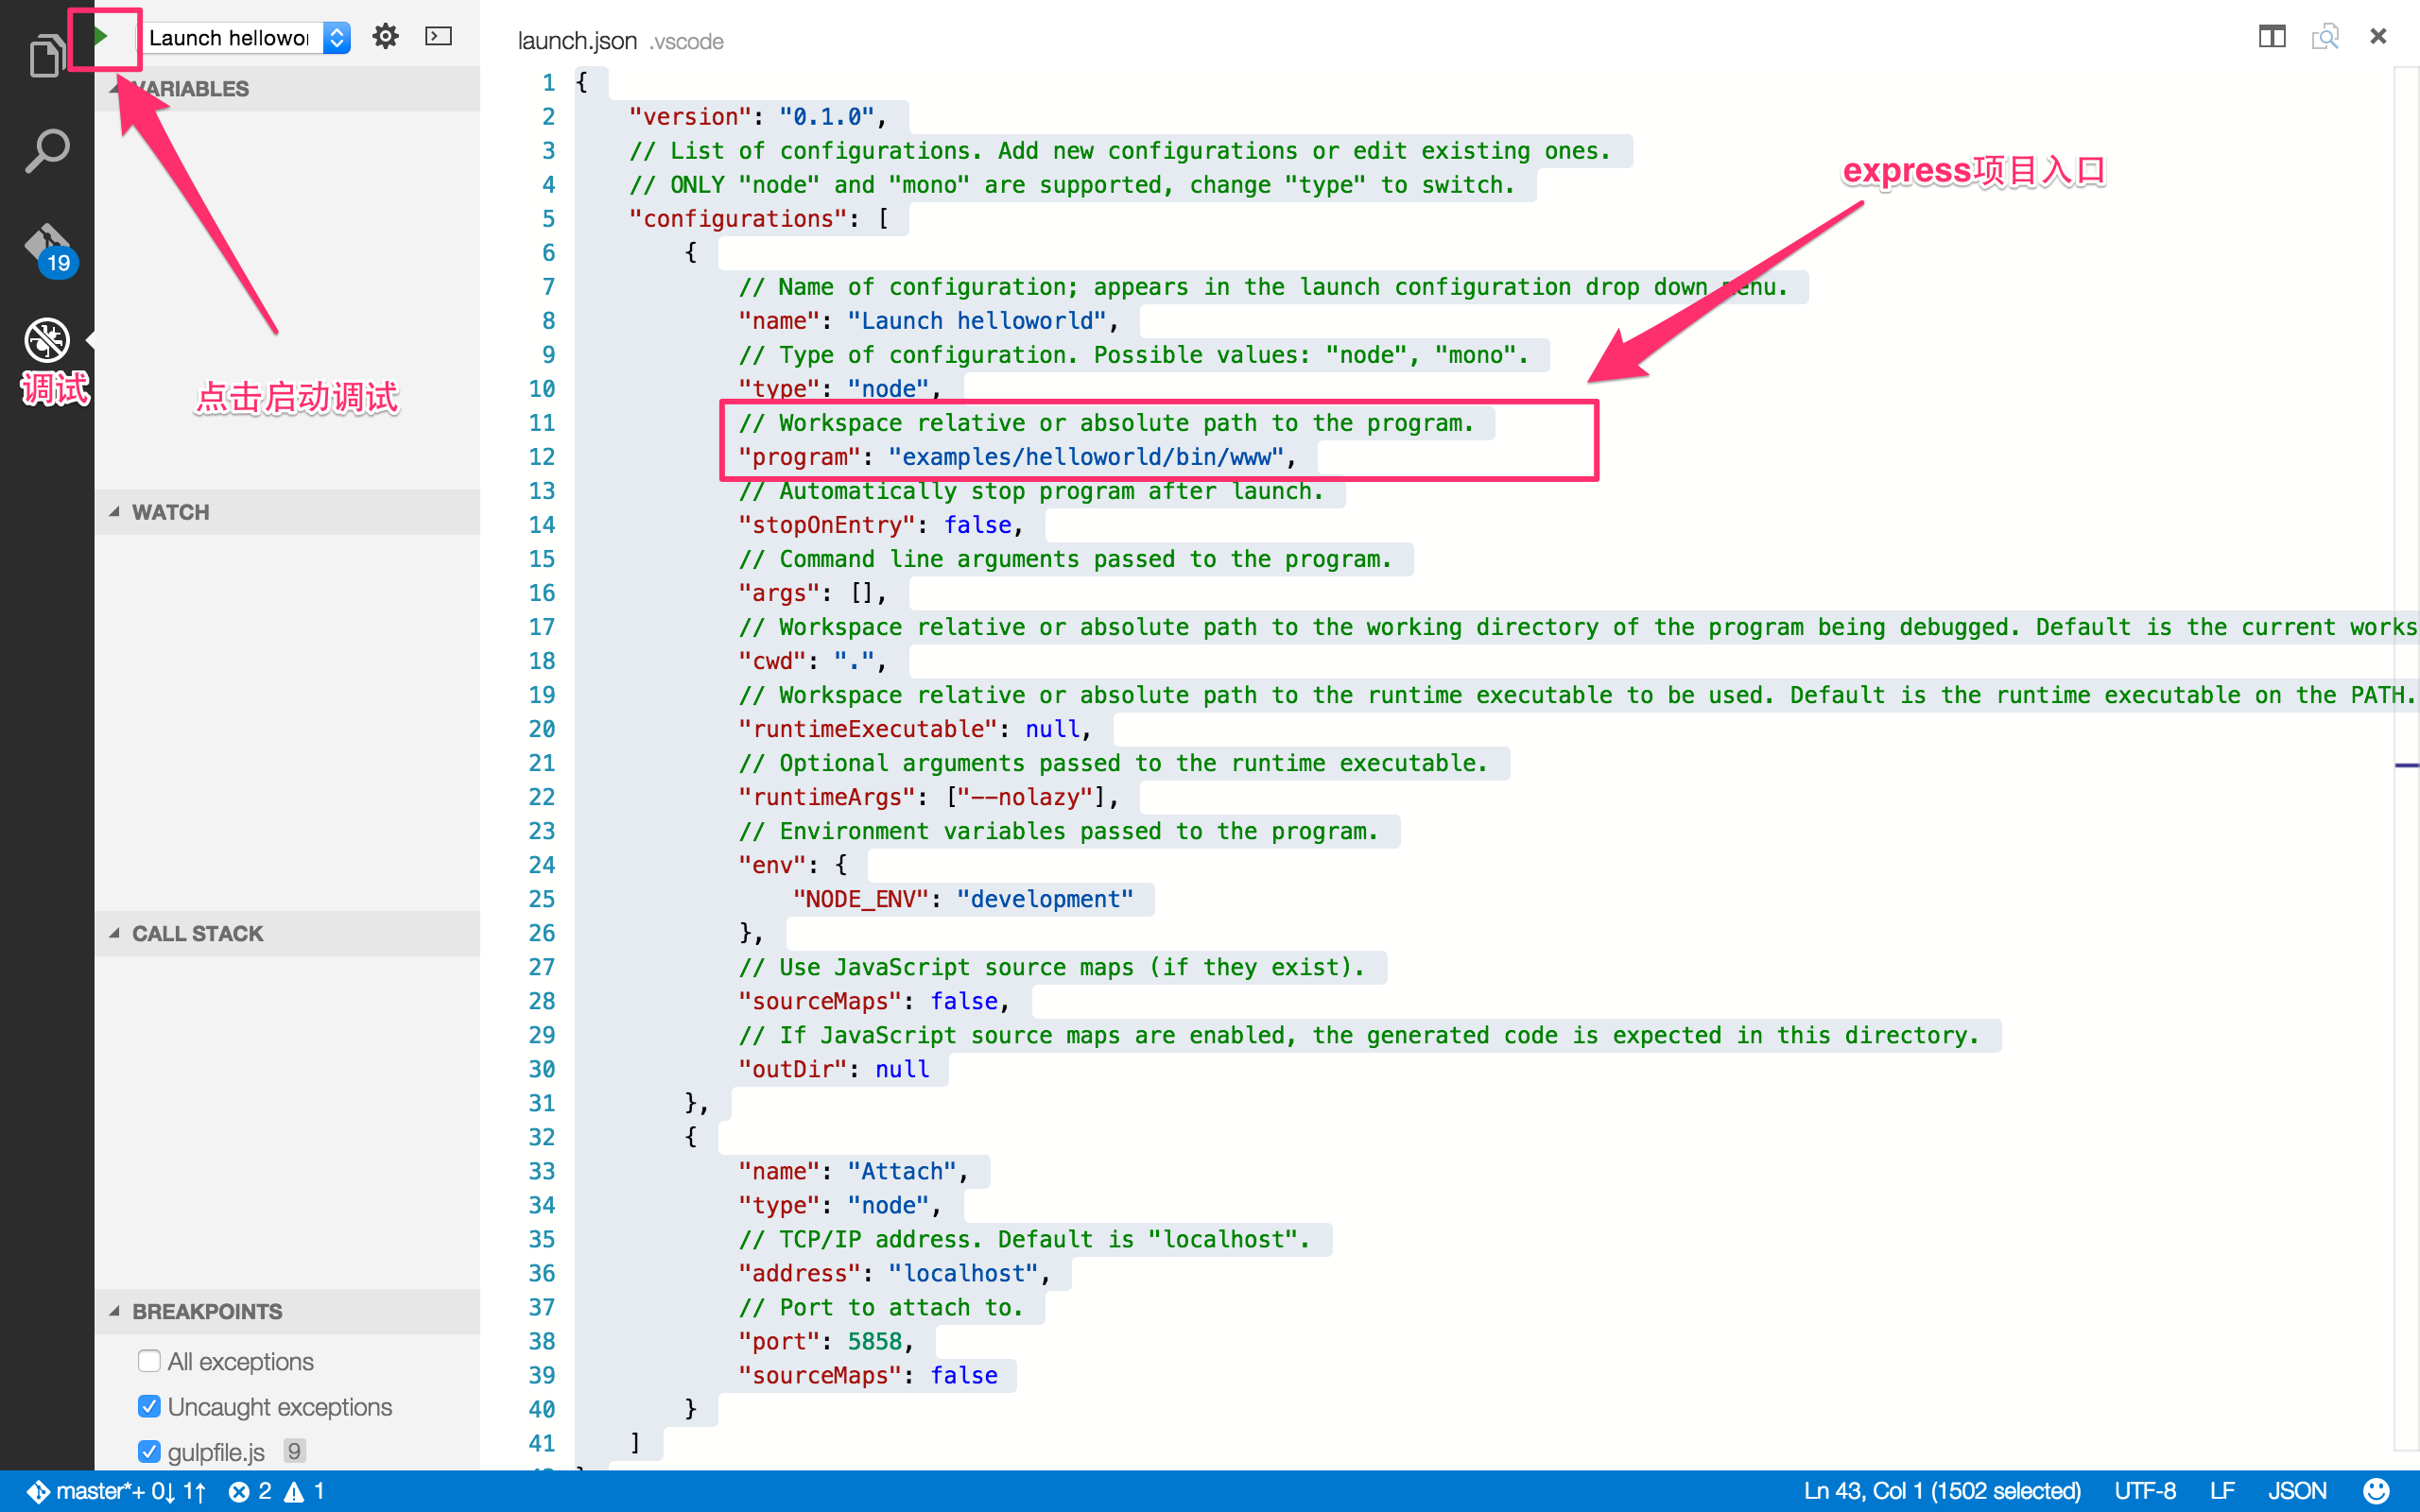 Launch hellowor
launch.json .vscode
VARIABLES
19
调试
点击启动调试
WATCH
CALL STACK
BREAKPOINTS
All exceptions
Uncaught exceptions
gulpfile.js 9
express项目入口
1 {
2 "version": "0.1.0",
3 // List of configurations. Add new configurations or edit existing ones.
4 // ONLY "node" and "mono" are supported, change "type" to switch.
5 "configurations": [
6 {
7 // Name of configuration; appears in the launch configuration drop down menu.
8 "name": "Launch helloworld",
9 // Type of configuration. Possible values: "node", "mono".
10 "type": "node",
11 // Workspace relative or absolute path to the program.
12 "program": "examples/helloworld/bin/www",
13 // Automatically stop program after launch.
14 "stopOnEntry": false,
15 // Command line arguments passed to the program.
16 "args": [],
17 // Workspace relative or absolute path to the working directory of the program being debugged. Default is the current works
18 "cwd": ".",
19 // Workspace relative or absolute path to the runtime executable to be used. Default is the runtime executable on the PATH.
20 "runtimeExecutable": null,
21 // Optional arguments passed to the runtime executable.
22 "runtimeArgs": ["--nolazy"],
23 // Environment variables passed to the program.
24 "env": {
25 "NODE_ENV": "development"
26 },
27 // Use JavaScript source maps (if they exist).
28 "sourceMaps": false,
29 // If JavaScript source maps are enabled, the generated code is expected in this directory.
30 "outDir": null
31 },
32 {
33 "name": "Attach",
34 "type": "node",
35 // TCP/IP address. Default is "localhost".
36 "address": "localhost",
37 // Port to attach to.
38 "port": 5858,
39 "sourceMaps": false
40 }
41 ]
master*+ 0↓ 1↑ 2 1
Ln 43, Col 1 (1502 selected) UTF-8 LF JSON